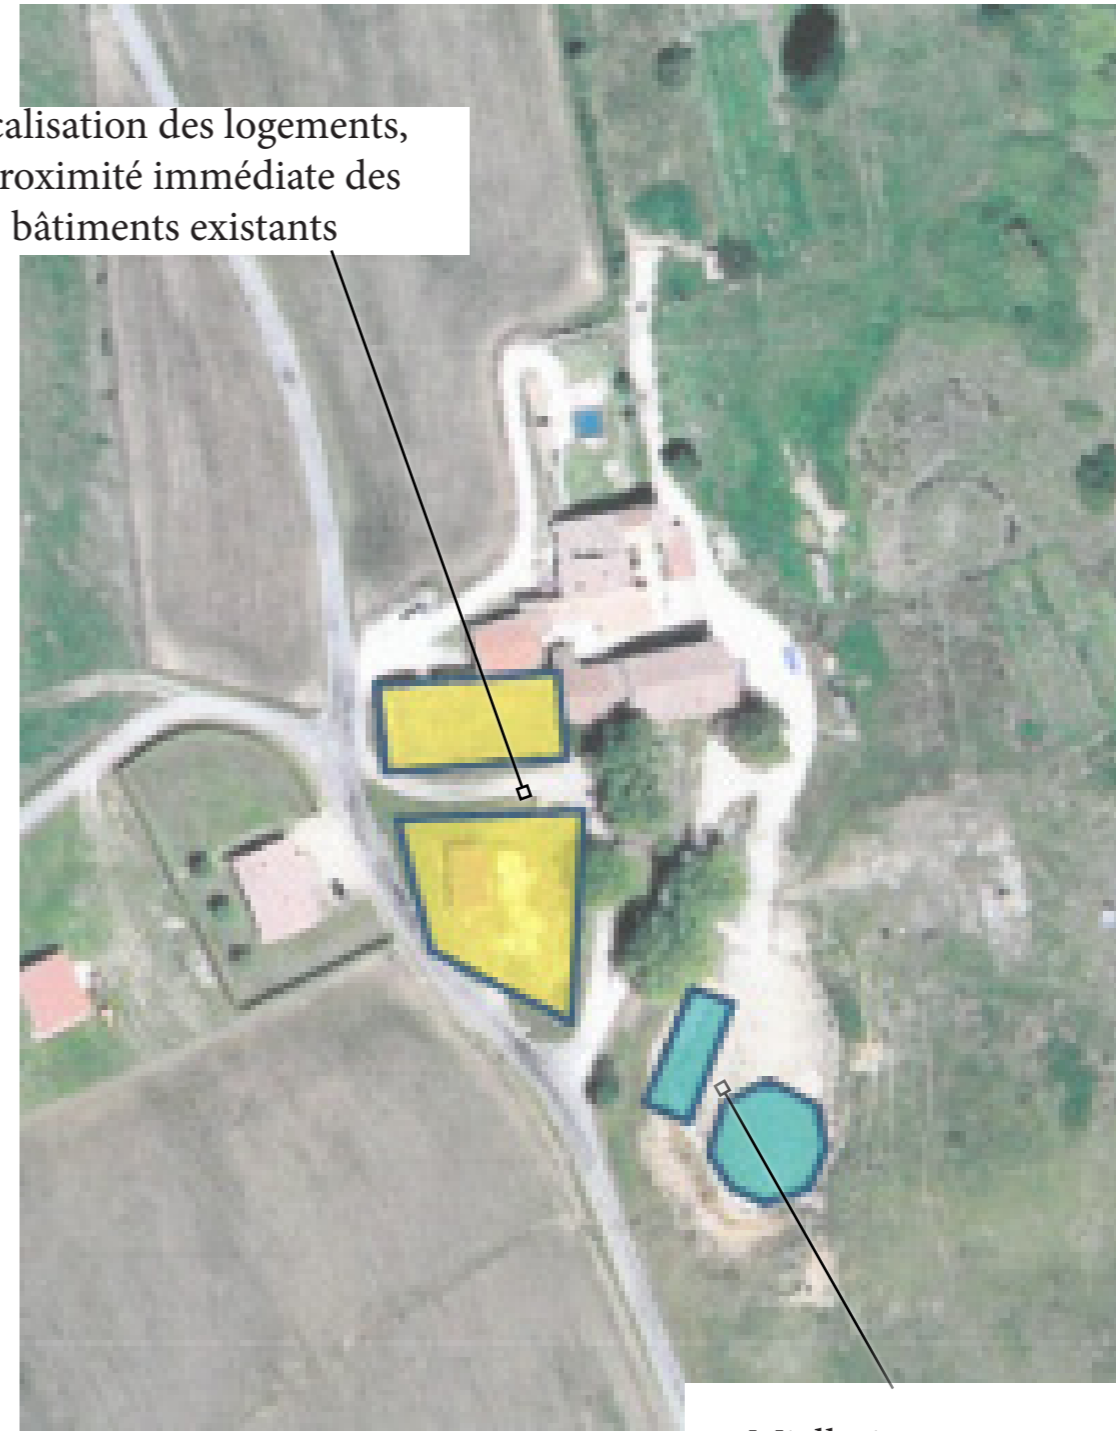 calisation des logements,
roximité immédiate des
bâtiments existants